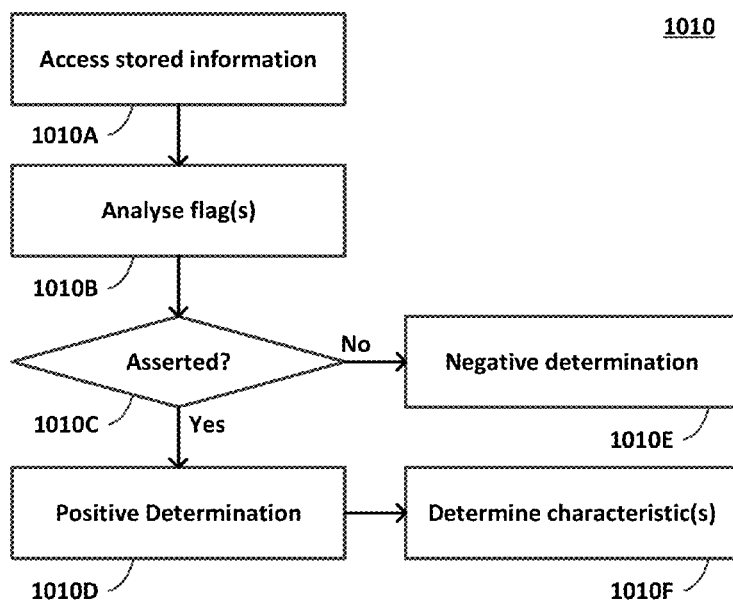 1010
Access stored information
1010A
Analyse flag(s)
1010B
Asserted?
No
Negative determination
1010C
Yes
1010E
Positive Determination
Determine characteristic(s)
1010D
1010F